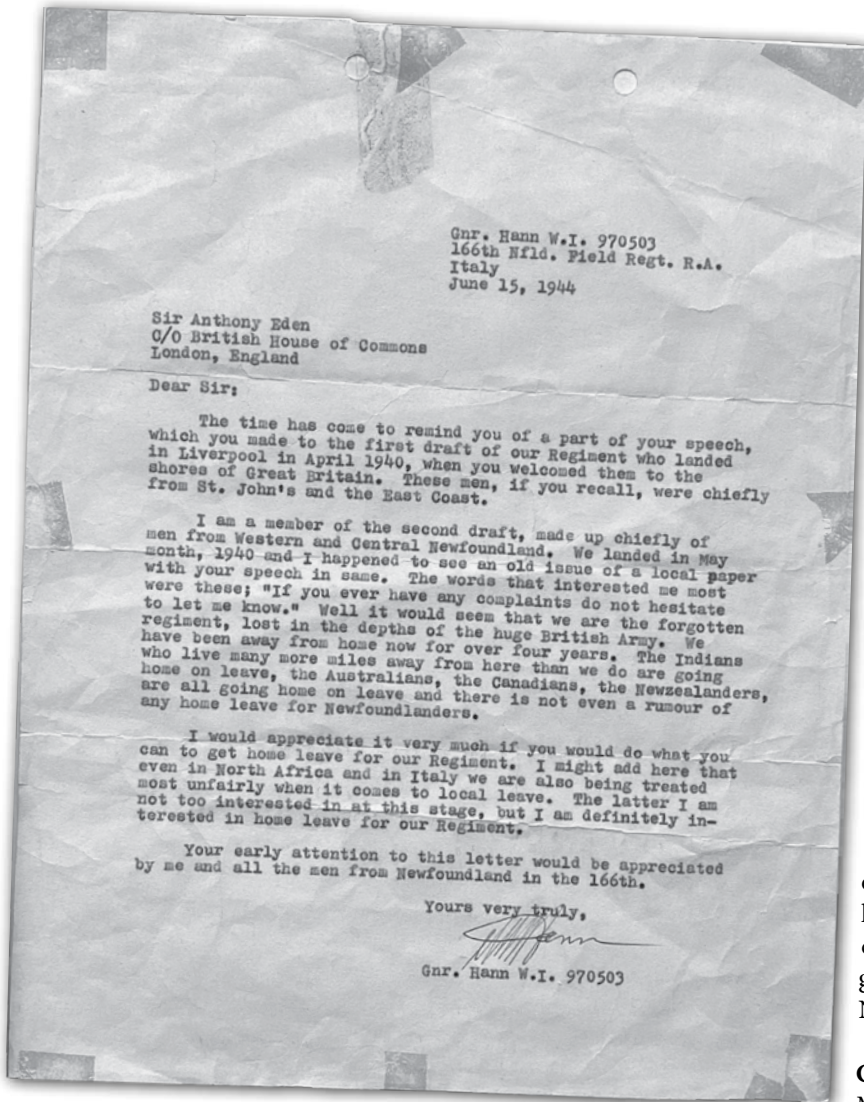 Gnr. Hann W.I. 970503
166th Nfld. Field Regt. R.A.
Italy
June 15, 1944
Sir Anthony Eden
C/O British House of Commons
London, England
Dear Sir:
The time has come to remind you of a part of your speech,
which you made to the first draft of our Regiment who landed
in Liverpool in April 1940, when you welcomed them to the
shores of Great Britain. These men, if you recall, were chiefly
from St. John's and the East Coast.
I am a member of the second draft, made up chiefly of
men from Western and Central Newfoundland. We landed in May
month, 1940 and I happened to see an old issue of a local paper
with your speech in same. The words that interested me most
were these; "If you ever have any complaints do not hesitate
to let me know." Well it would seem that we are the forgotten
regiment, lost in the depths of the huge British Army. We
have been away from home now for over four years. The Indians
who live many more miles away from here than we do are going
home on leave, the Australians, the Canadians, the Newzealanders,
are all going home on leave and there is not even a rumour of
any home leave for Newfoundlanders.
I would appreciate it very much if you would do what you
can to get home leave for our Regiment. I might add here that
even in North Africa and in Italy we are also being treated
most unfairly when it comes to local leave. The latter I am
not too interested in at this stage, but I am definitely in-
terested in home leave for our Regiment.
Your early attention to this letter would be appreciated
by me and all the men from Newfoundland in the 166th.
Yours very truly,
Gnr. Hann W.I. 970503